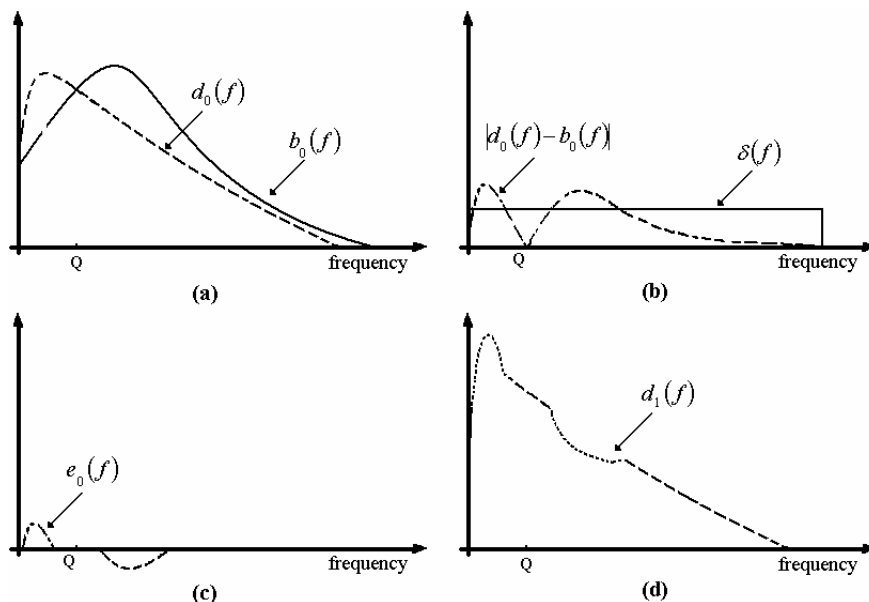 d₀(f)
b₀(f)
Q
frequency
(a)
|d₀(f)−b₀(f)|
δ(f)
Q
frequency
(b)
e₀(f)
Q
frequency
(c)
d₁(f)
Q
frequency
(d)